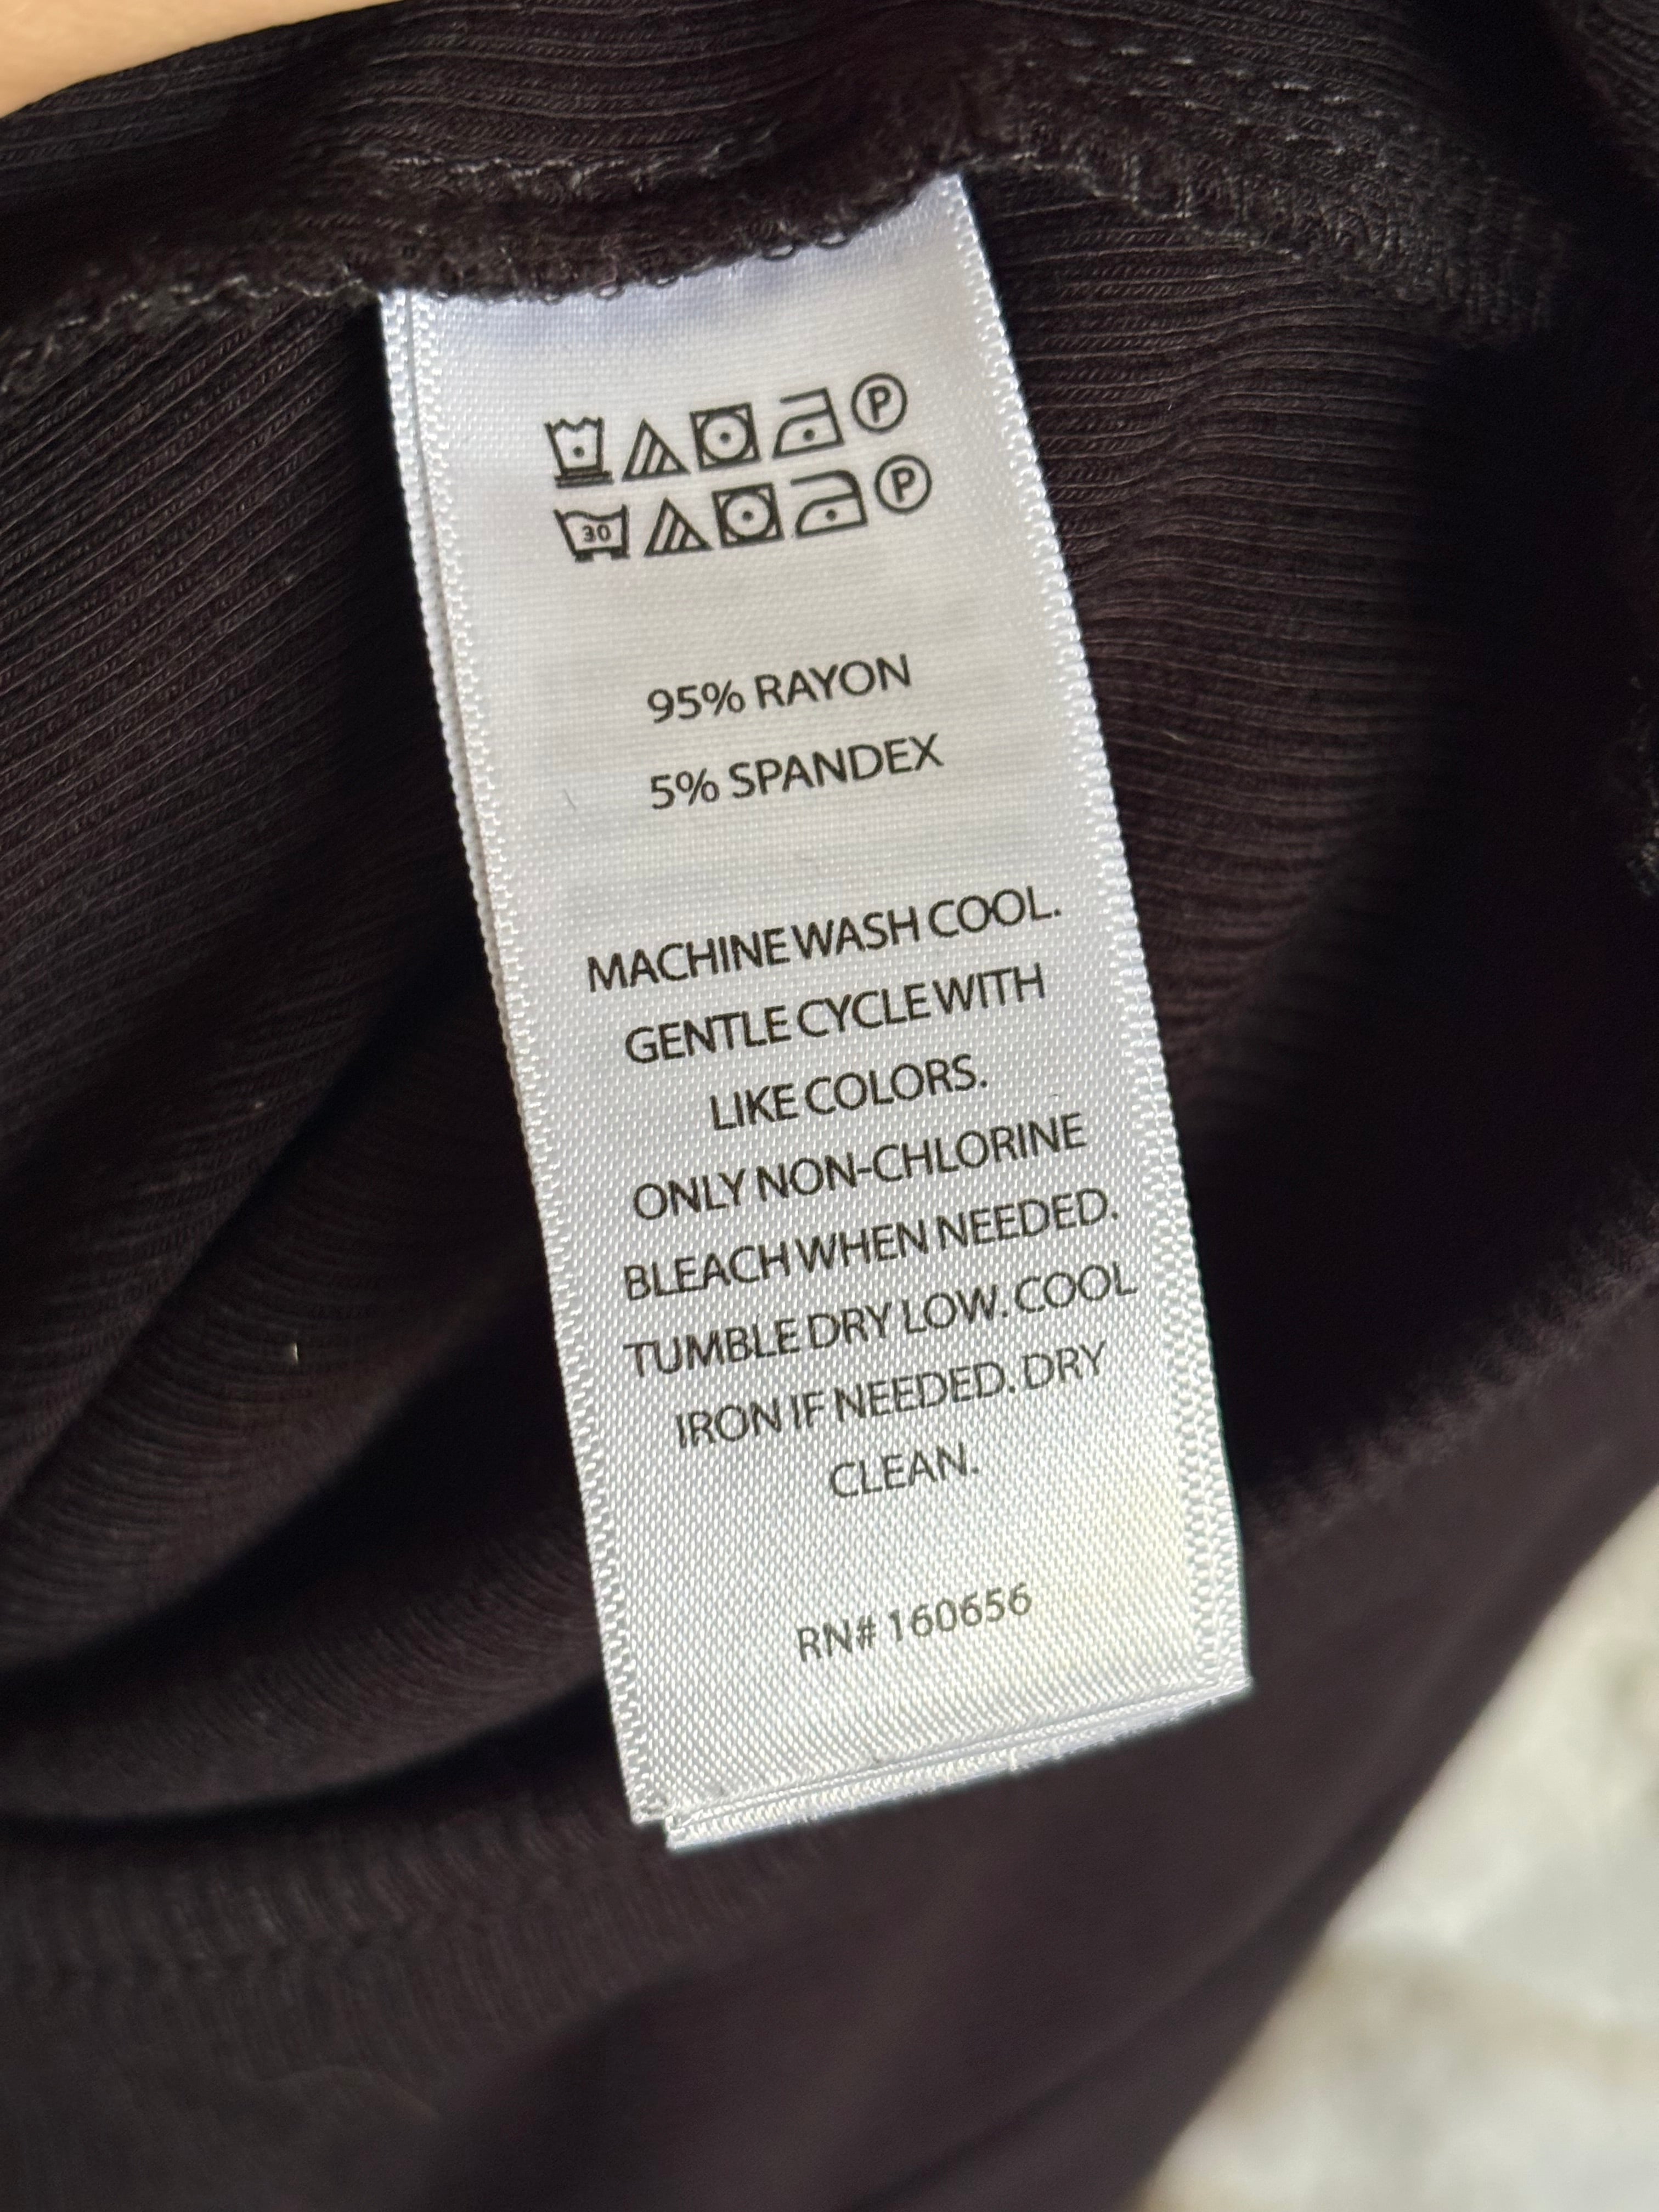 P
30 P
95% RAYON
5% SPANDEX
MACHINE WASH COOL.
GENTLE CYCLE WITH
LIKE COLORS.
ONLY NON-CHLORINE
BLEACH WHEN NEEDED.
TUMBLE DRY LOW. COOL
IRON IF NEEDED. DRY
CLEAN.
RN# 160656